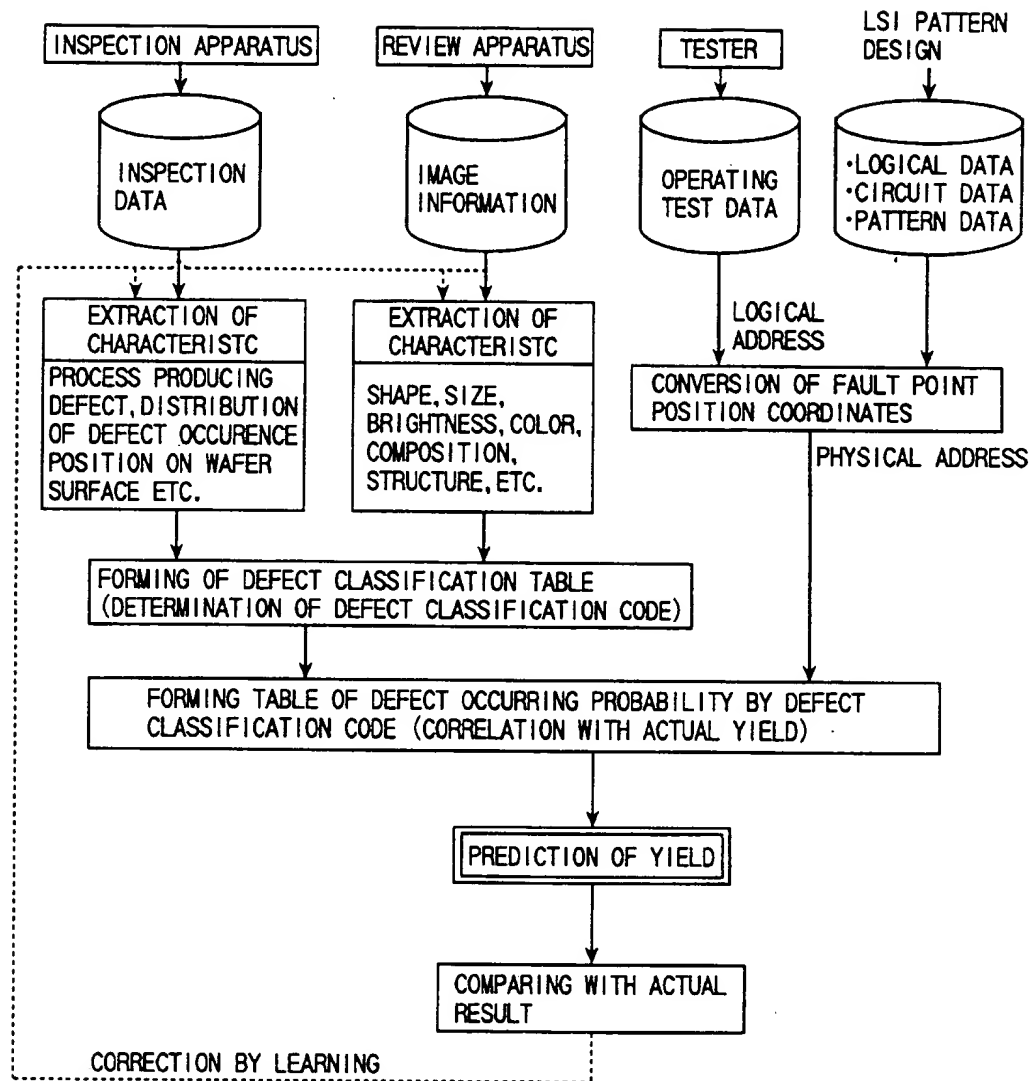 INSPECTION APPARATUS
REVIEW APPARATUS
TESTER
LSI PATTERN
DESIGN
INSPECTION
DATA
IMAGE
INFORMATION
OPERATING
TEST DATA
・LOGICAL DATA
・CIRCUIT DATA
・PATTERN DATA
EXTRACTION OF
CHARACTERISTC
PROCESS PRODUCING
DEFECT, DISTRIBUTION
OF DEFECT OCCURENCE
POSITION ON WAFER
SURFACE ETC.
EXTRACTION OF
CHARACTERISTC
SHAPE, SIZE,
BRIGHTNESS, COLOR,
COMPOSITION,
STRUCTURE, ETC.
LOGICAL
ADDRESS
CONVERSION OF FAULT POINT
POSITION COORDINATES
PHYSICAL ADDRESS
FORMING OF DEFECT CLASSIFICATION TABLE
(DETERMINATION OF DEFECT CLASSIFICATION CODE)
FORMING TABLE OF DEFECT OCCURRING PROBABILITY BY DEFECT
CLASSIFICATION CODE (CORRELATION WITH ACTUAL YIELD)
PREDICTION OF YIELD
COMPARING WITH ACTUAL
RESULT
CORRECTION BY LEARNING